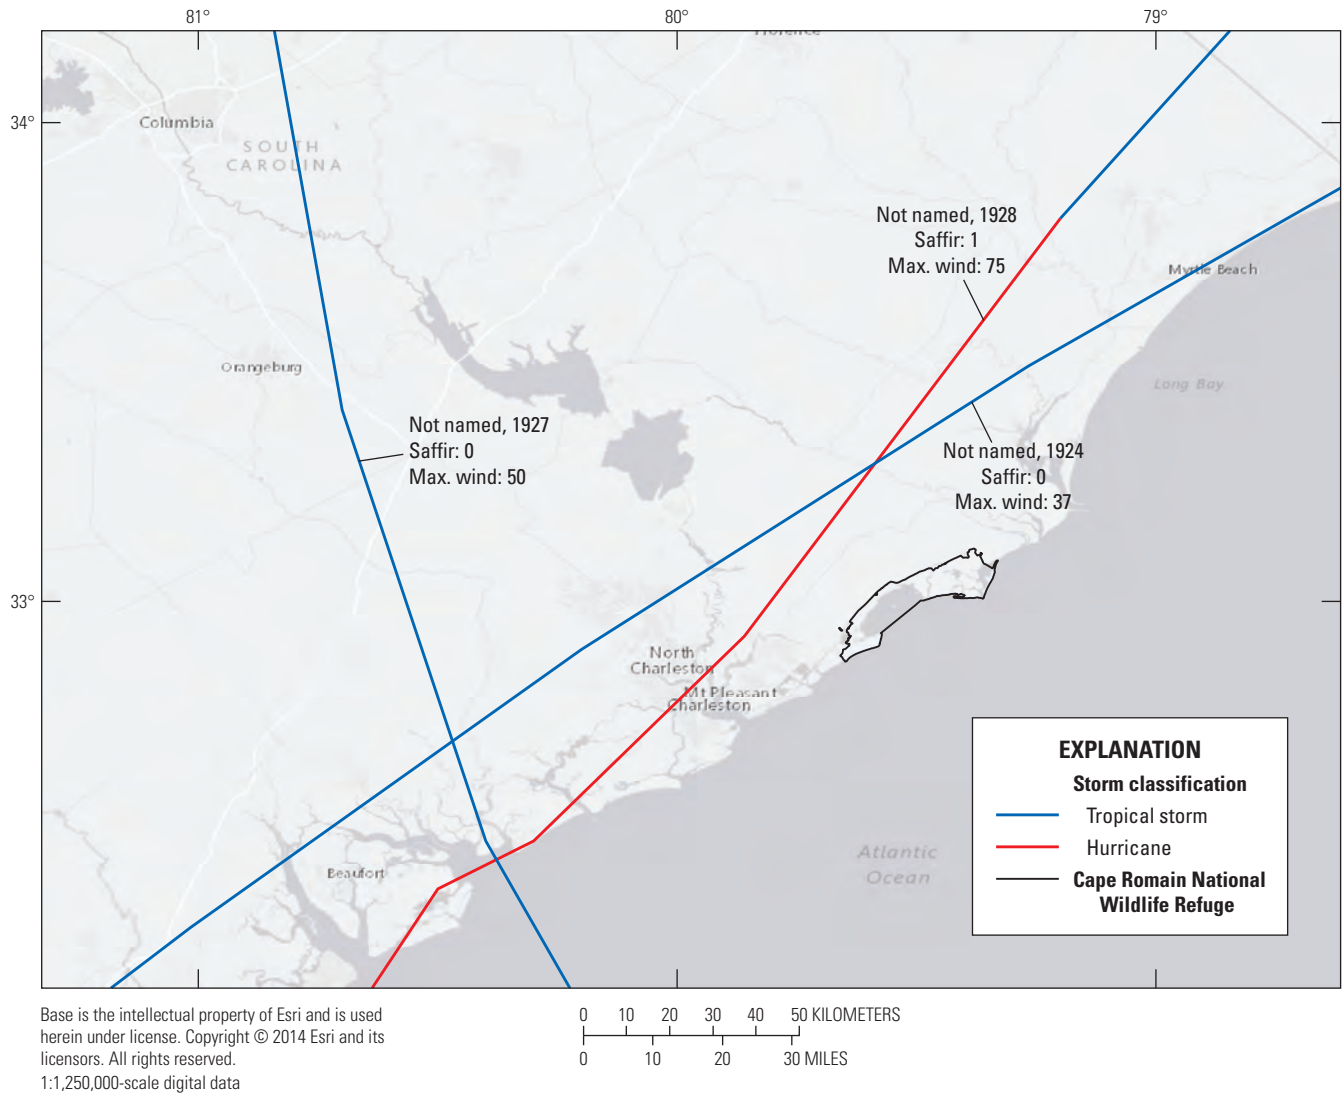 81°
80°
79°
Florence
34°
Columbia
SOUTH
CAROLINA
Not named, 1928
Saffir: 1
Max. wind: 75
Myrtle Beach
Orangeburg
Long Bay
Not named, 1927
Saffir: 0
Max. wind: 50
Not named, 1924
Saffir: 0
Max. wind: 37
33°
North
Charleston
Mt Pleasant
Charleston
Beaufort
Atlantic
Ocean
EXPLANATION
Storm classification
Tropical storm
Hurricane
Cape Romain National
Wildlife Refuge
Base is the intellectual property of Esri and is used
herein under license. Copyright © 2014 Esri and its
licensors. All rights reserved.
1:1,250,000-scale digital data
0 10 20 30 40 50 KILOMETERS
0 10 20 30 MILES